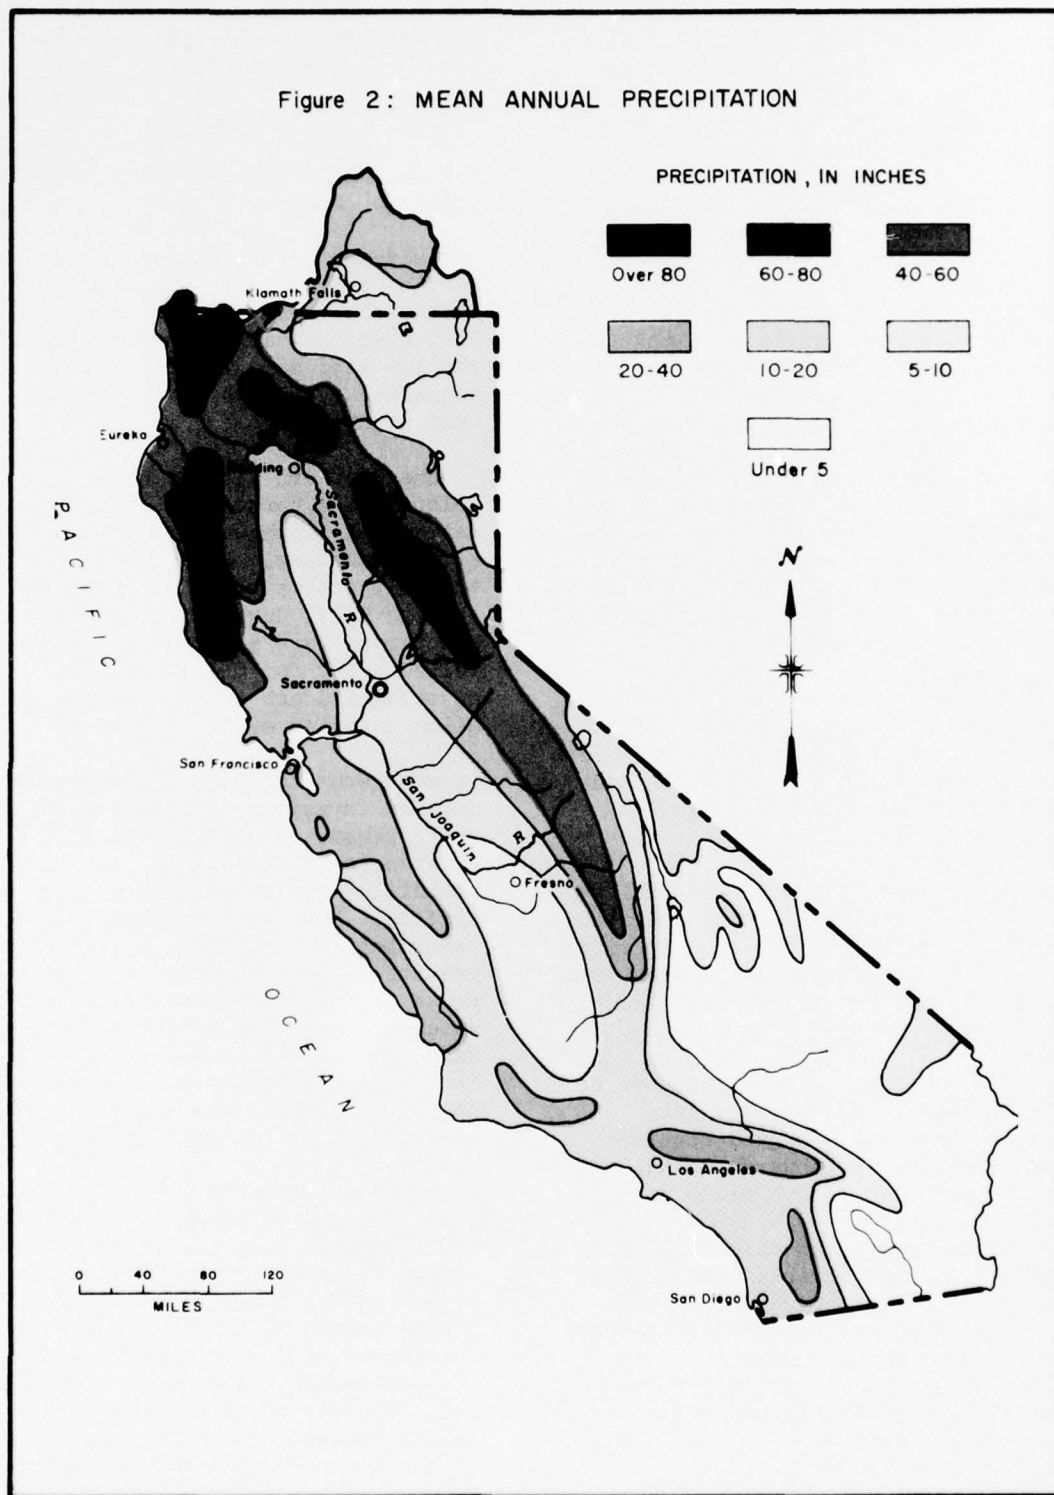 Figure 2: MEAN ANNUAL PRECIPITATION
PRECIPITATION, IN INCHES
Over 80
60-80
40-60
20-40
10-20
5-10
Under 5
Klamath Falls
Eureka
Redding
Sacramento R
PACIFIC
N
Sacramento
San Francisco
San Joaquin R
Fresno
OCEAN
Los Angeles
San Diego
0 40 80 120
MILES